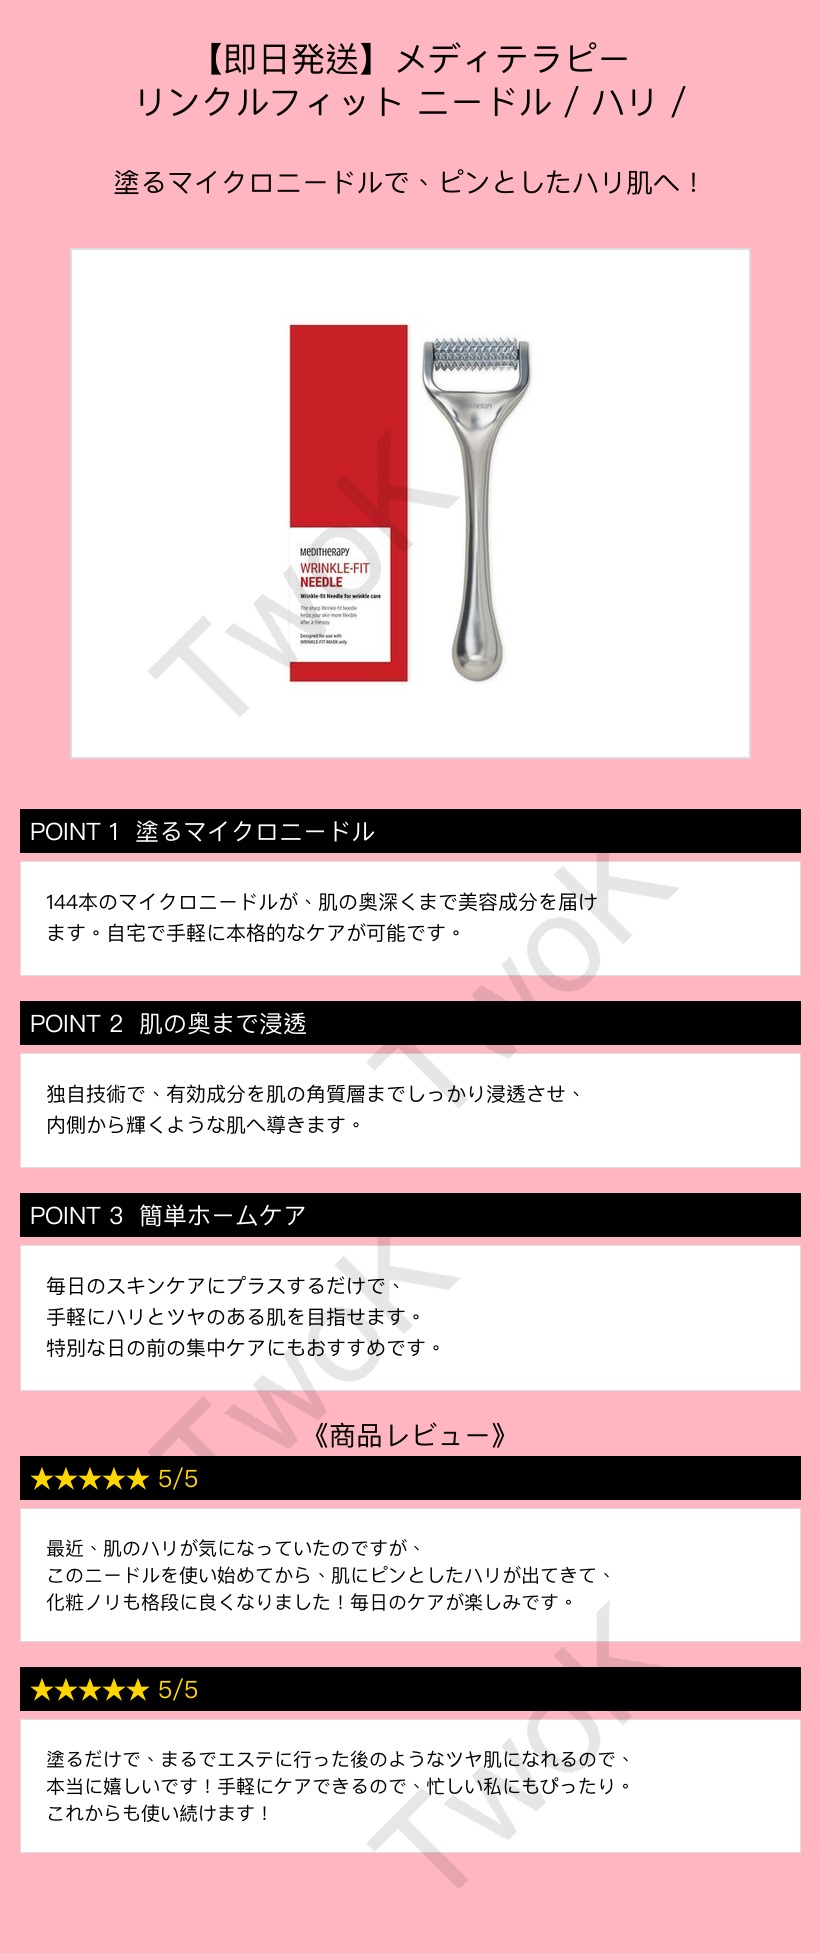 【即日発送】メディテラピー
リンクルフィット ニードル / ハリ /
塗るマイクロニードルで、ピンとしたハリ肌へ！
MEDITHERAPY
MeDITHeRaPY
WRINKLE-FIT
NEEDLE
Wrinkle-fit Needle for wrinkle care
The sharp Wrinkle-fit Needle
helps your skin more flexible
after a therapy.
Designed for use with
WRINKLE-FIT MASK only
TwoK
POINT 1 塗るマイクロニードル
144本のマイクロニードルが、肌の奥深くまで美容成分を届け
ます。自宅で手軽に本格的なケアが可能です。
TwoK
POINT 2 肌の奥まで浸透
独自技術で、有効成分を肌の角質層までしっかり浸透させ、
内側から輝くような肌へ導きます。
POINT 3 簡単ホームケア
毎日のスキンケアにプラスするだけで、
手軽にハリとツヤのある肌を目指せます。
特別な日の前の集中ケアにもおすすめです。
TwoK
《商品レビュー》
★★★★★ 5/5
最近、肌のハリが気になっていたのですが、
このニードルを使い始めてから、肌にピンとしたハリが出てきて、
化粧ノリも格段に良くなりました！毎日のケアが楽しみです。
★★★★★ 5/5
塗るだけで、まるでエステに行った後のようなツヤ肌になれるので、
本当に嬉しいです！手軽にケアできるので、忙しい私にもぴったり。
これからも使い続けます！
TwoK